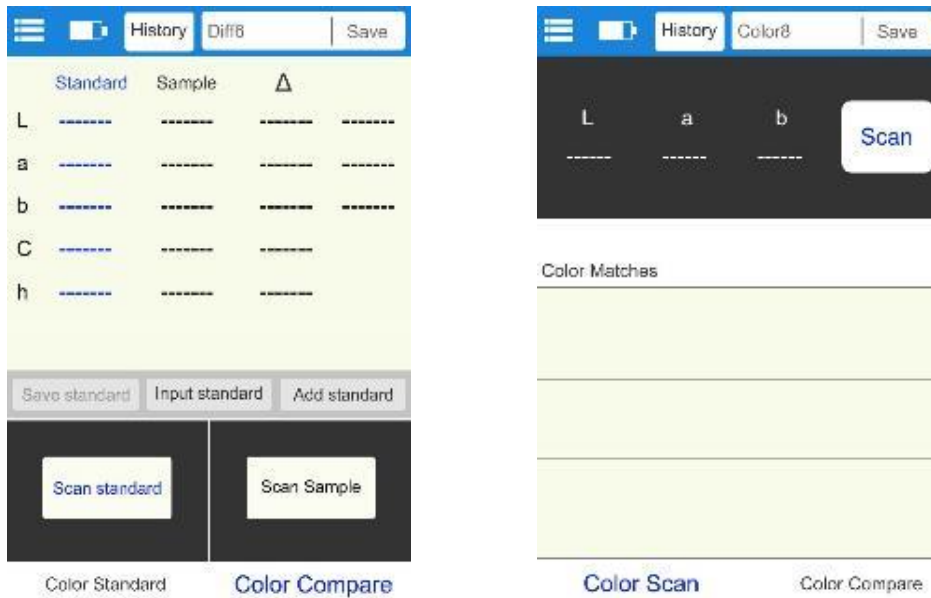 History Diff8 Save
Standard Sample Δ
L ------- ------- ------- -------
a ------- ------- ------- -------
b ------- ------- ------- -------
C ------- ------- -------
h ------- ------- -------
Save standard Input standard Add standard
Scan standard Scan Sample
Color Standard Color Compare
History Color8 Save
L a b
------ ------ ------
Scan
Color Matches
Color Scan Color Compare